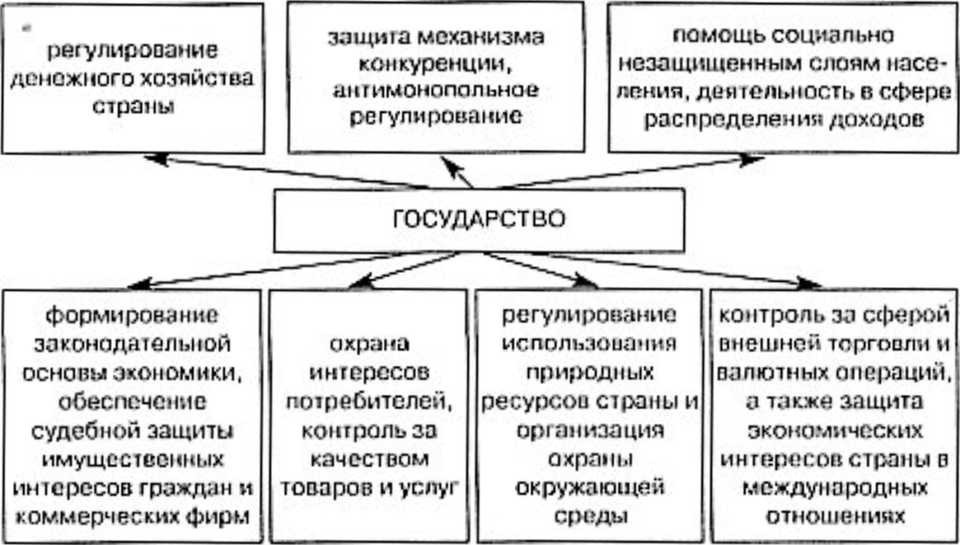 регулирование
денежного хозяйства
страны
защита механизма
конкуренции,
антимонопольное
регулирование
помощь социально
незащищенным слоям насе-
ления, деятельность в сфере
распределения доходов
ГОСУДАРСТВО
формирование
законодательной
основы экономики,
обеспечение
судебной защиты
имущественных
интересов граждан и
коммерческих фирм
охрана
интересов
потребителей,
контроль за
качеством
товаров и услуг
регулирование
использования
природных
ресурсов страны и
организация
охраны
окружающей
среды
контроль за сферой
внешней торговли и
валютных операций,
а также защита
экономических
интересов страны в
международных
отношениях